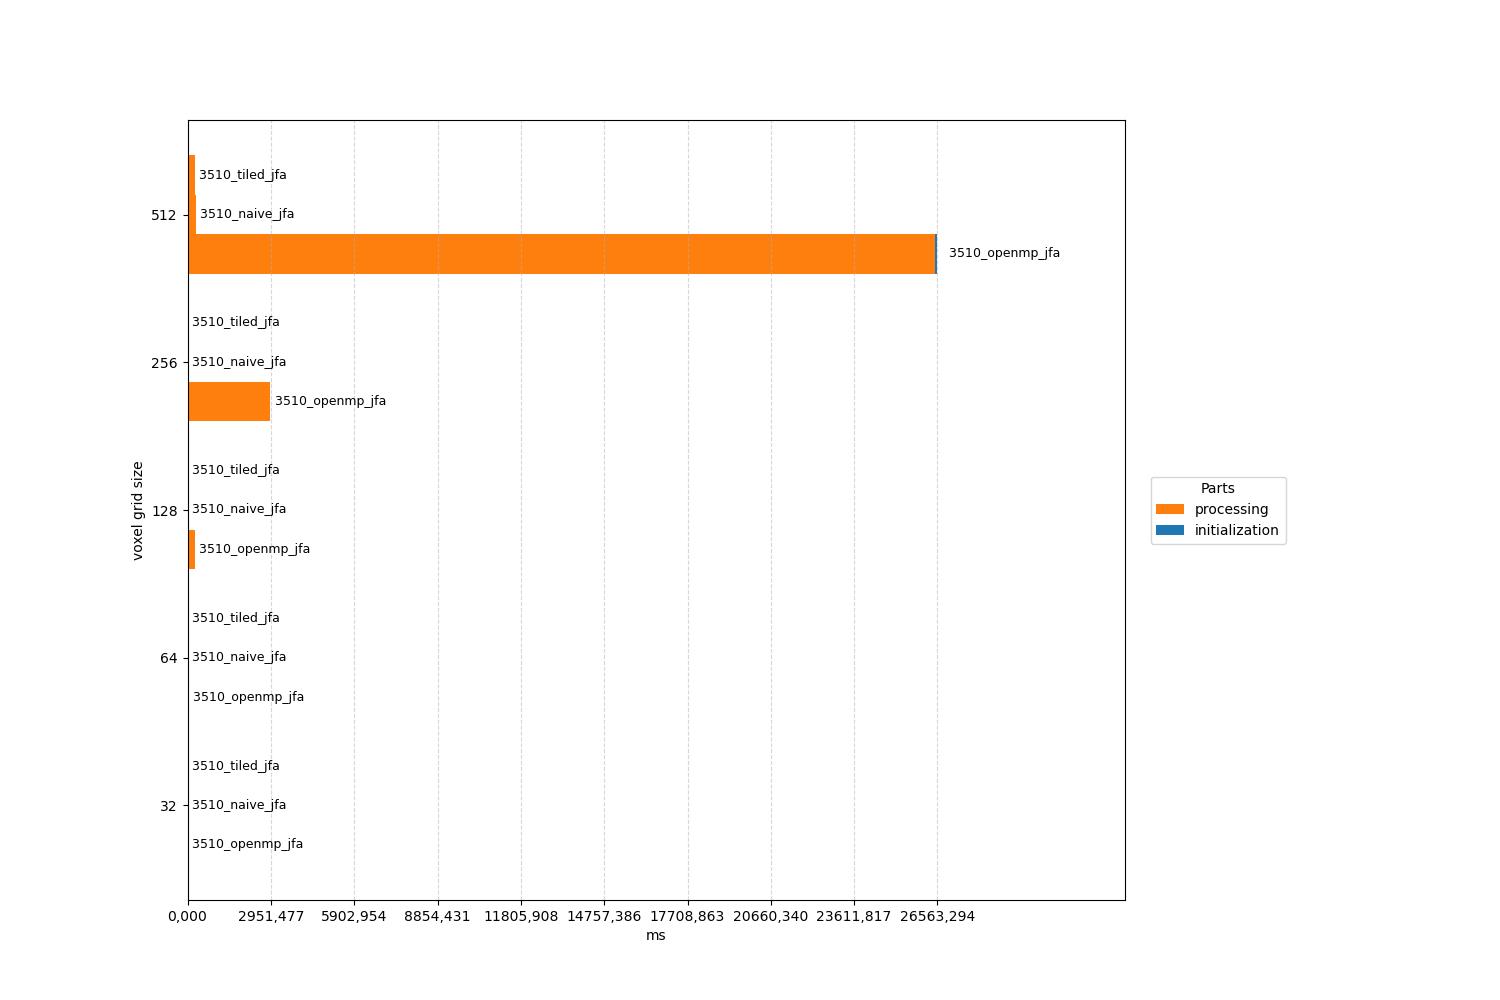 3510_tiled_jfa
512
3510_naive_jfa
3510_openmp_jfa
3510_tiled_jfa
256
3510_naive_jfa
3510_openmp_jfa
voxel grid size
3510_tiled_jfa
128
3510_naive_jfa
3510_openmp_jfa
Parts
processing
initialization
3510_tiled_jfa
64
3510_naive_jfa
3510_openmp_jfa
3510_tiled_jfa
32
3510_naive_jfa
3510_openmp_jfa
0,000 2951,477 5902,954 8854,431 11805,908 14757,386 17708,863 20660,340 23611,817 26563,294
ms